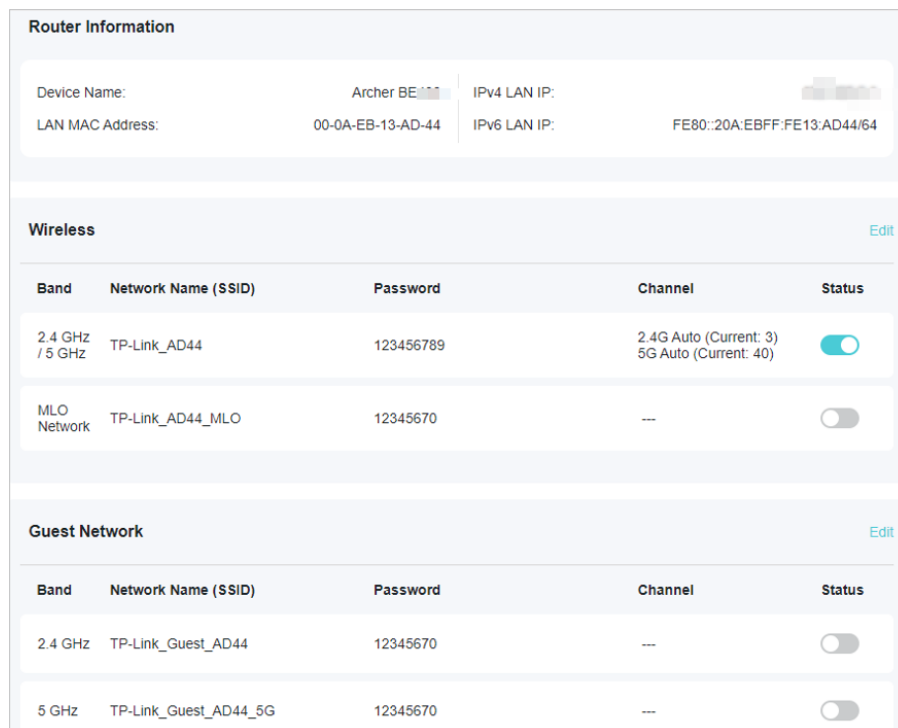 Router Information
Device Name: Archer BE IPv4 LAN IP:
LAN MAC Address: 00-0A-EB-13-AD-44 IPv6 LAN IP: FE80::20A:EBFF:FE13:AD44/64
Wireless Edit
Band Network Name (SSID) Password Channel Status
2.4 GHz
/ 5 GHz TP-Link_AD44 123456789 2.4G Auto (Current: 3)
5G Auto (Current: 40)
MLO
Network TP-Link_AD44_MLO 12345670 ---
Guest Network Edit
Band Network Name (SSID) Password Channel Status
2.4 GHz TP-Link_Guest_AD44 12345670 ---
5 GHz TP-Link_Guest_AD44_5G 12345670 ---